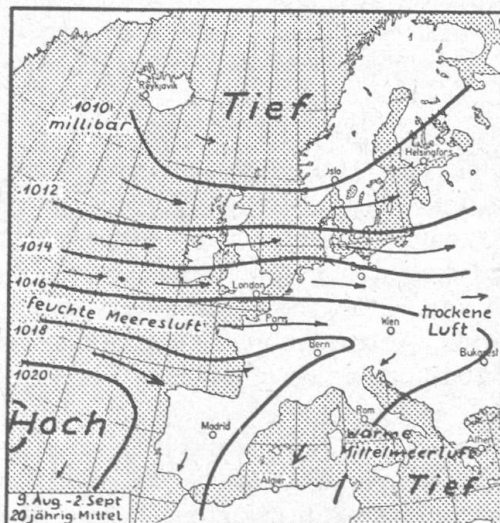 Reykjavik
1010
millibar
Tief
Helsingfors
Oslo
1012
1014
1016
London
feuchte Meeresluft
trockene
Luft
1018
Paris
Wien
Bern
Bukarest
1020
Hoch
Madrid
Rom
warme
Mittelmeerluft
Athen
Tief
Algier
9. Aug - 2. Sept
20 jährig. Mittel